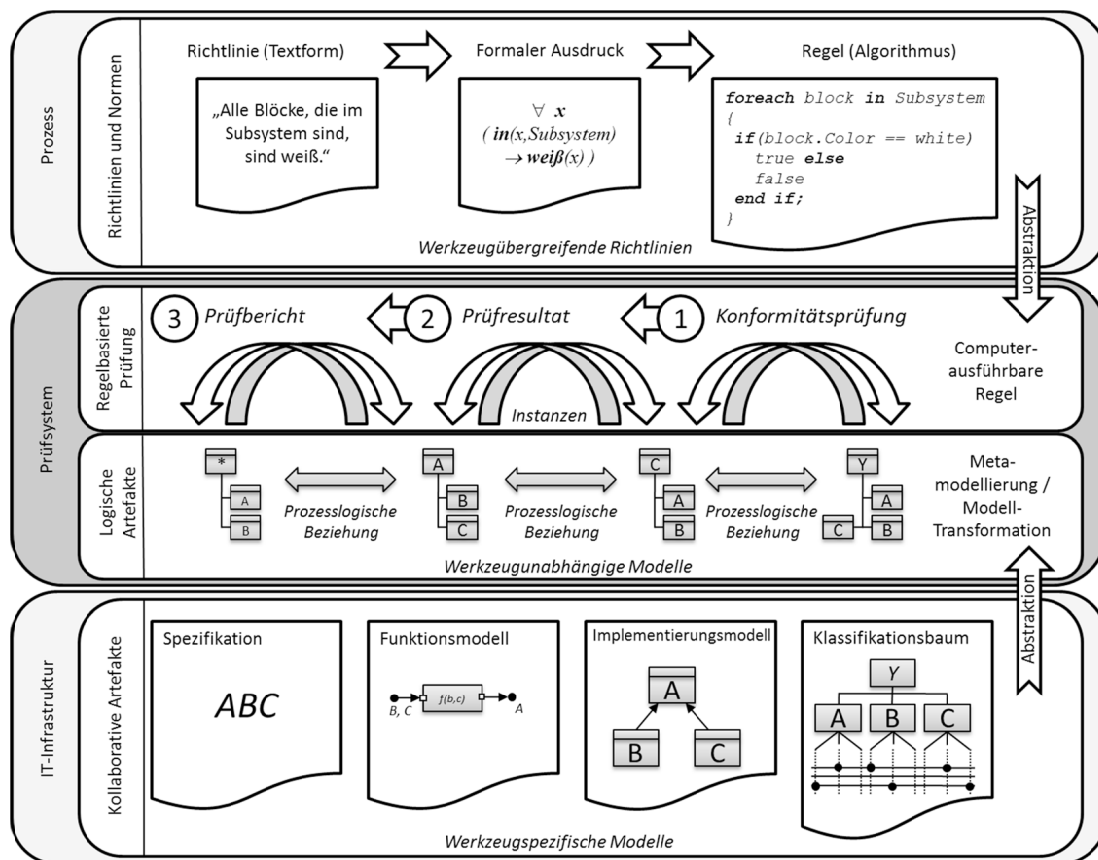 Prozess
Richtlinien und Normen
Richtlinie (Textform)
Formaler Ausdruck
Regel (Algorithmus)
„Alle Blöcke, die im
Subsystem sind,
sind weiß.“
∀ x
( in(x,Subsystem)
→ weiß(x) )
foreach block in Subsystem
{
if(block.Color == white)
true else
false
end if;
}
Werkzeugübergreifende Richtlinien
Abstraktion
Prüfsystem
Regelbasierte
Prüfung
3 Prüfbericht
2 Prüfresultat
1 Konformitätsprüfung
Instanzen
Computer-
ausführbare
Regel
Logische
Artefakte
*
A
B
Prozesslogische
Beziehung
A
B
C
Prozesslogische
Beziehung
C
A
B
Prozesslogische
Beziehung
Y
A
C B
Meta-
modellierung /
Modell-
Transformation
Werkzeugunabhängige Modelle
Abstraktion
IT-Infrastruktur
Kollaborative Artefakte
Spezifikation
ABC
Funktionsmodell
B, C
f(b,c)
A
Implementierungsmodell
A
B C
Klassifikationsbaum
Y
A B C
Werkzeugspezifische Modelle